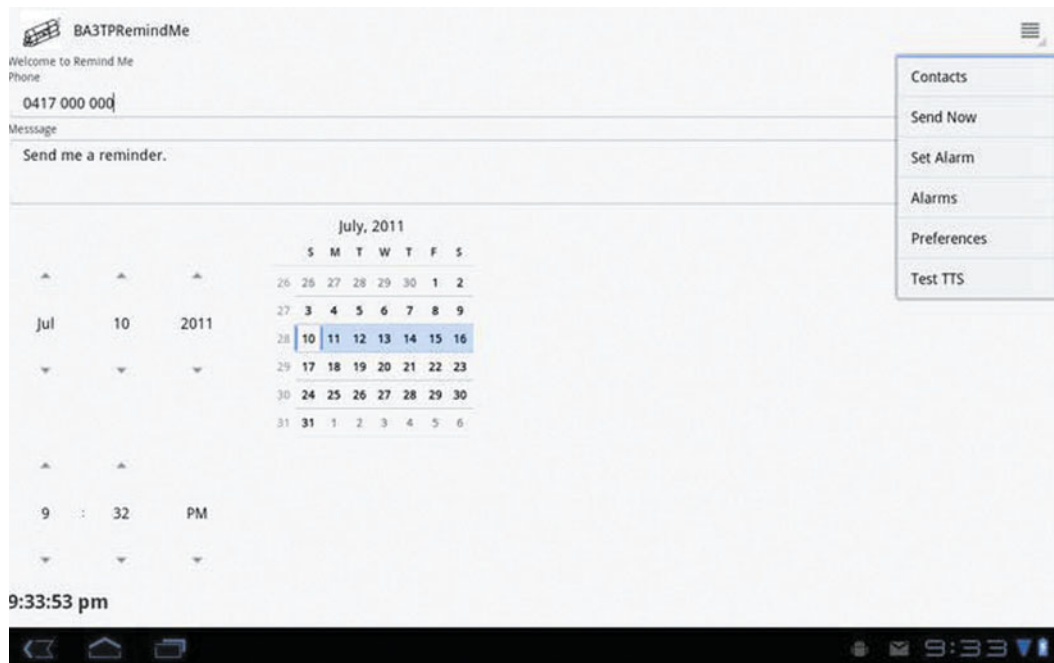 BA3TPRemindMe
Welcome to Remind Me
Phone
0417 000 000
Messsage
Send me a reminder.
Contacts
Send Now
Set Alarm
Alarms
Preferences
Test TTS
July, 2011
S M T W T F S
26 26 27 28 29 30 1 2
27 3 4 5 6 7 8 9
28 10 11 12 13 14 15 16
29 17 18 19 20 21 22 23
30 24 25 26 27 28 29 30
31 31 1 2 3 4 5 6
Jul 10 2011
9 : 32 PM
9:33:53 pm
9:33